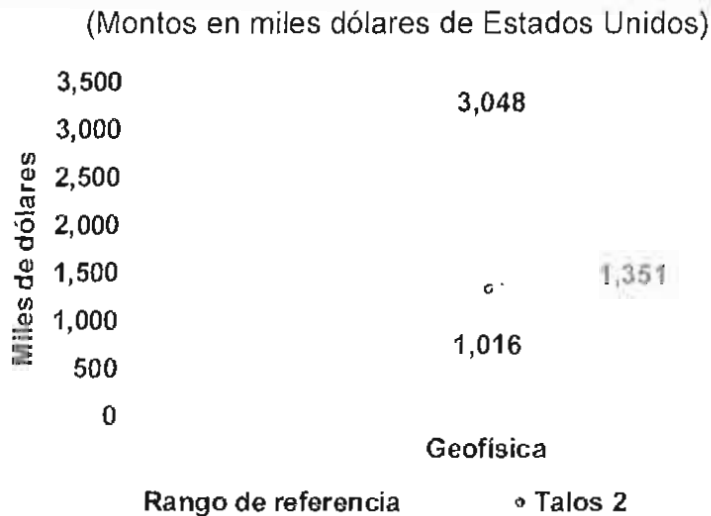 (Montos en miles dólares de Estados Unidos)
3,500
3,048
3,000
2,500
2,000
1,500
1,351
1,000
1,016
500
0
Miles de dólares
Geofísica
Rango de referencia
Talos 2